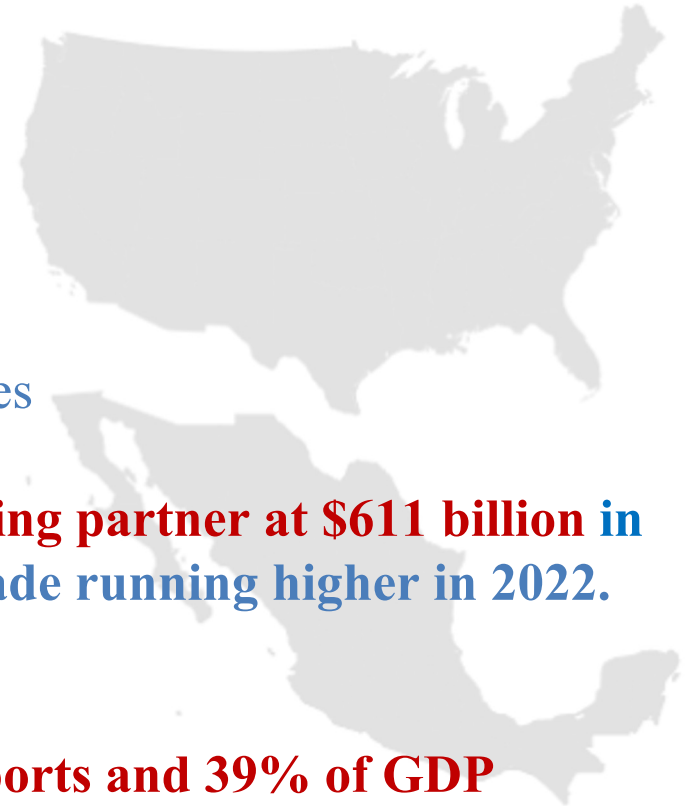 es
ing partner at $611 billion in
ade running higher in 2022.
orts and 39% of GDP